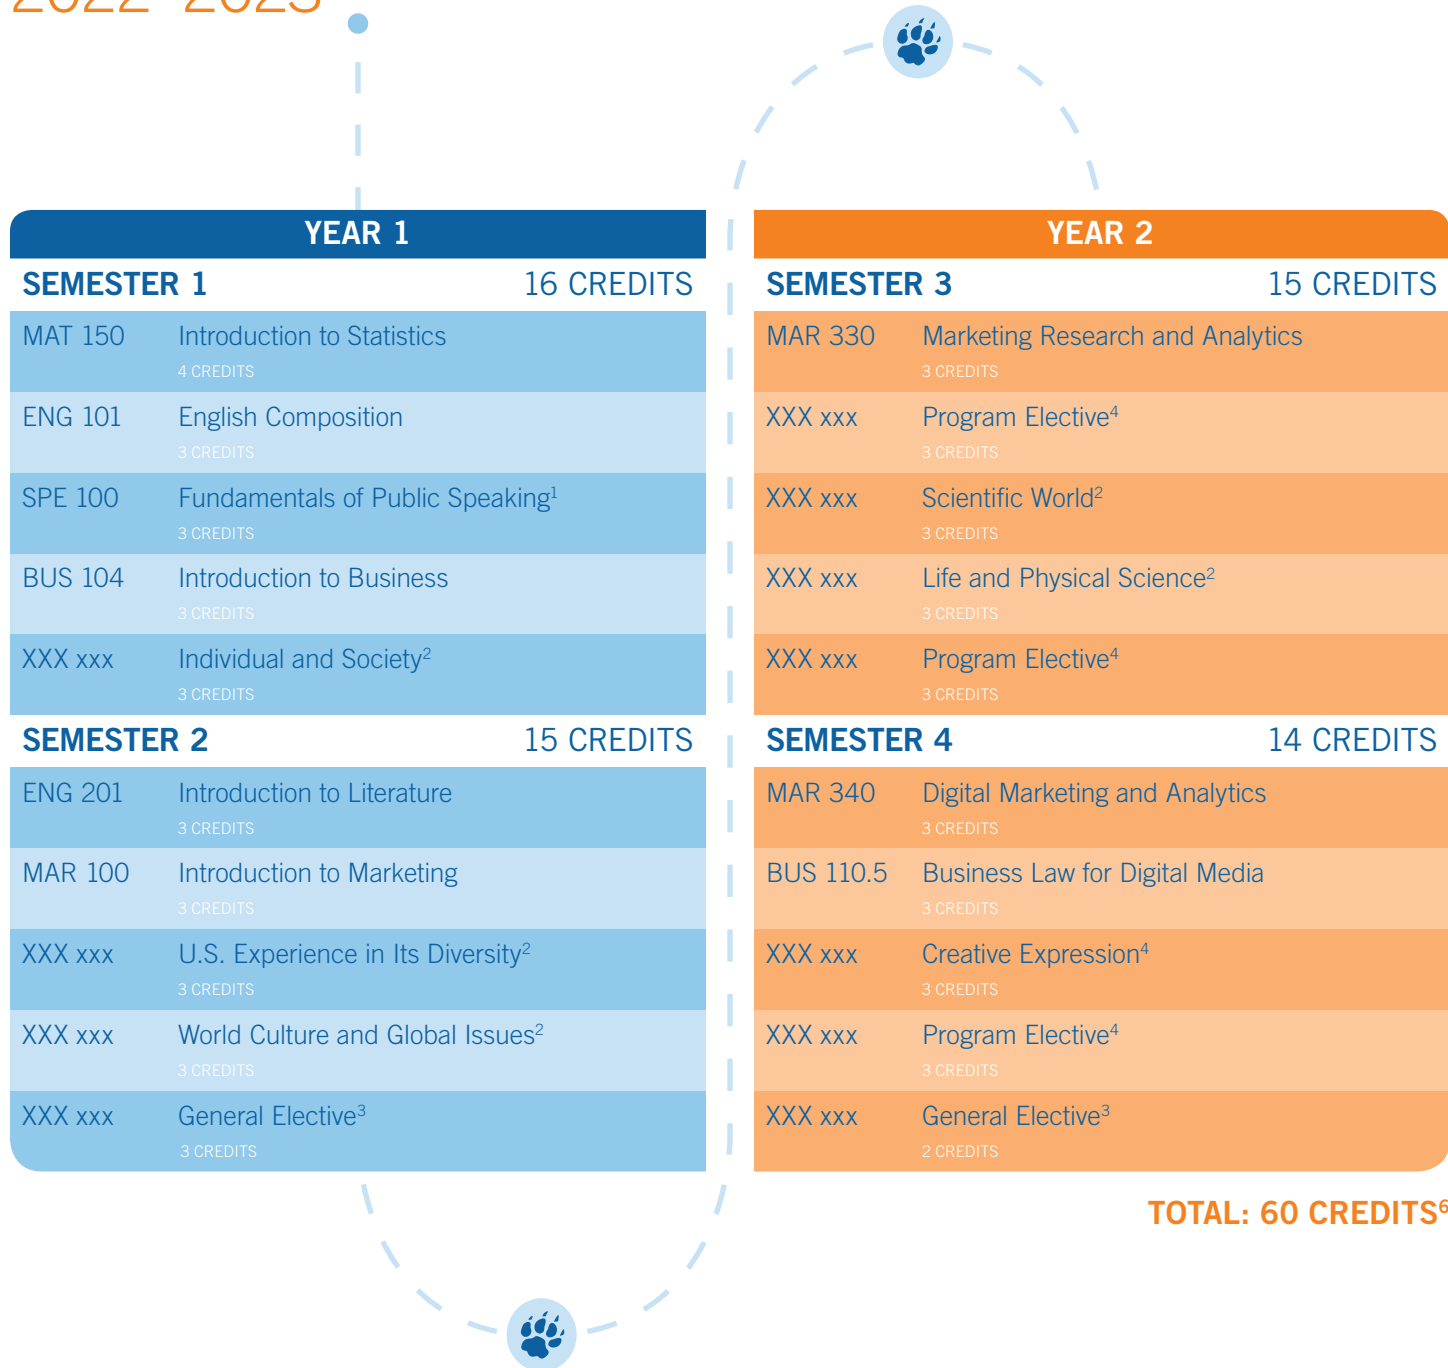 2022–2023
YEAR 1
SEMESTER 1 16 CREDITS
MAT 150 Introduction to Statistics
4 CREDITS
ENG 101 English Composition
3 CREDITS
SPE 100 Fundamentals of Public Speaking¹
3 CREDITS
BUS 104 Introduction to Business
3 CREDITS
XXX xxx Individual and Society²
3 CREDITS
SEMESTER 2 15 CREDITS
ENG 201 Introduction to Literature
3 CREDITS
MAR 100 Introduction to Marketing
3 CREDITS
XXX xxx U.S. Experience in Its Diversity²
3 CREDITS
XXX xxx World Culture and Global Issues²
3 CREDITS
XXX xxx General Elective³
3 CREDITS
YEAR 2
SEMESTER 3 15 CREDITS
MAR 330 Marketing Research and Analytics
3 CREDITS
XXX xxx Program Elective⁴
3 CREDITS
XXX xxx Scientific World²
3 CREDITS
XXX xxx Life and Physical Science²
3 CREDITS
XXX xxx Program Elective⁴
3 CREDITS
SEMESTER 4 14 CREDITS
MAR 340 Digital Marketing and Analytics
3 CREDITS
BUS 110.5 Business Law for Digital Media
3 CREDITS
XXX xxx Creative Expression⁴
3 CREDITS
XXX xxx Program Elective⁴
3 CREDITS
XXX xxx General Elective³
2 CREDITS
TOTAL: 60 CREDITS⁶